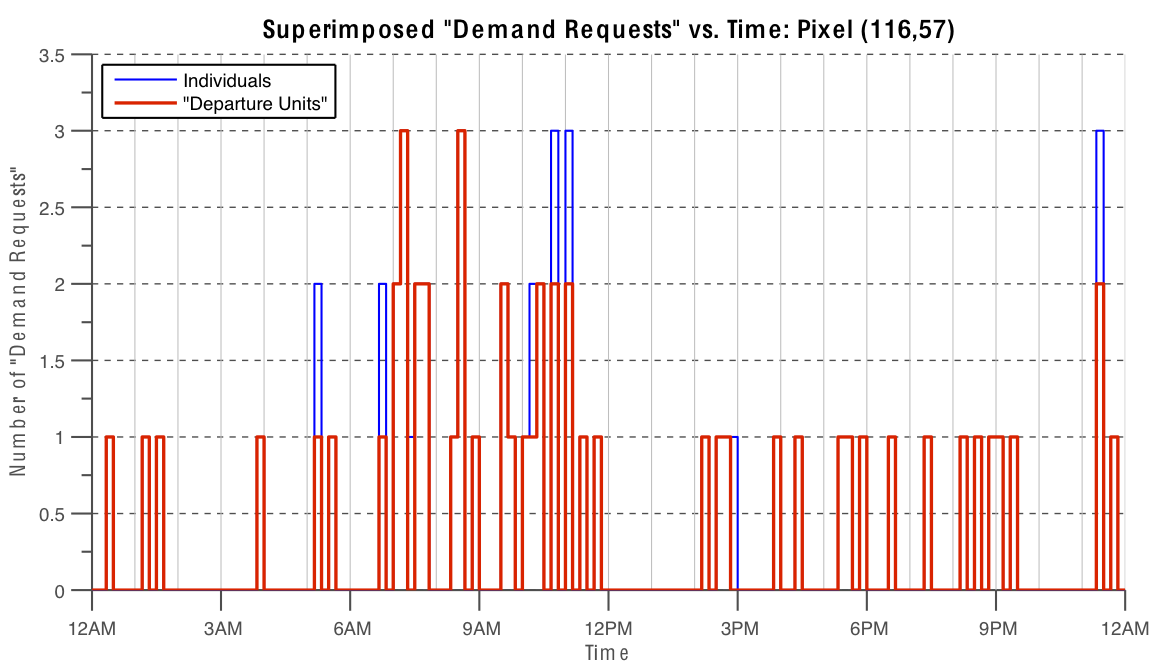 Superimposed "Demand Requests" vs. Time: Pixel (116,57)
Individuals
"Departure Units"
Number of "Demand Requests"
3.5
3
2.5
2
1.5
1
0.5
0
12AM 3AM 6AM 9AM 12PM 3PM 6PM 9PM 12AM
Time